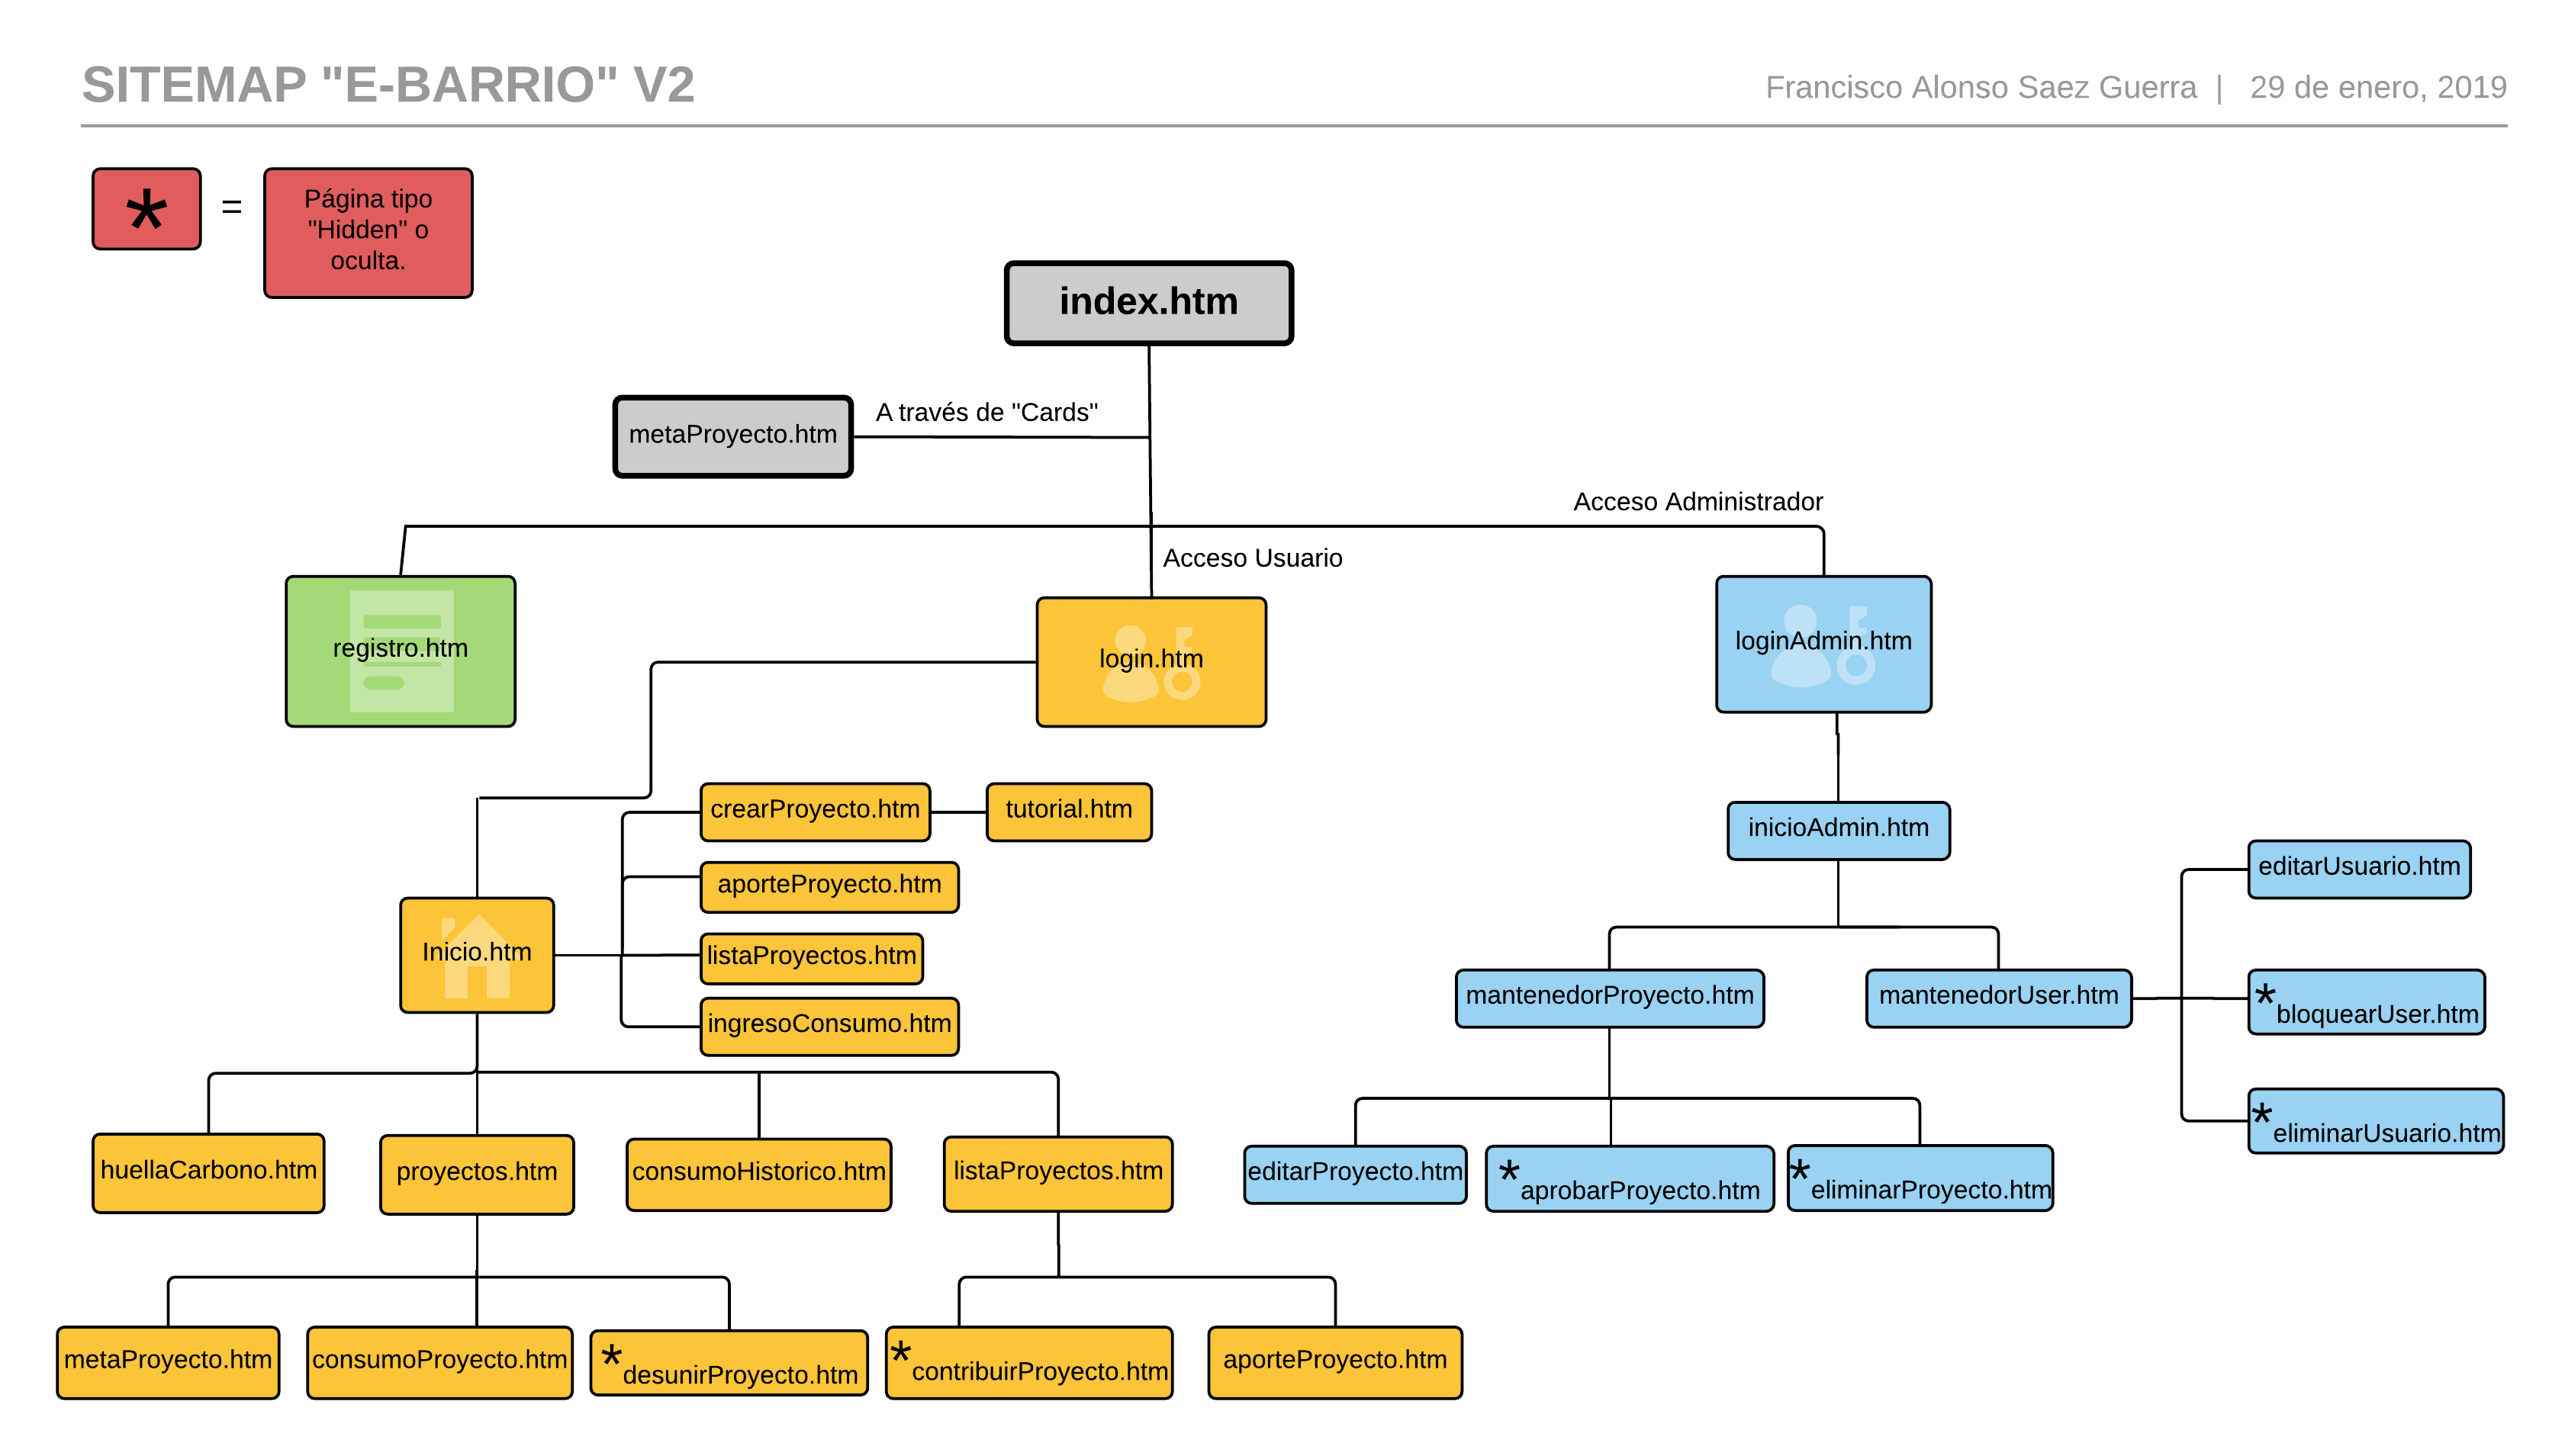 SITEMAP "E-BARRIO" V2
Francisco Alonso Saez Guerra | 29 de enero, 2019
*
=
Página tipo
"Hidden" o
oculta.
index.htm
metaProyecto.htm
A través de "Cards"
Acceso Administrador
Acceso Usuario
registro.htm
login.htm
loginAdmin.htm
crearProyecto.htm
tutorial.htm
aporteProyecto.htm
Inicio.htm
listaProyectos.htm
ingresoConsumo.htm
inicioAdmin.htm
editarUsuario.htm
mantenedorProyecto.htm
mantenedorUser.htm
*bloquearUser.htm
*eliminarUsuario.htm
huellaCarbono.htm
proyectos.htm
consumoHistorico.htm
listaProyectos.htm
editarProyecto.htm
*aprobarProyecto.htm
*eliminarProyecto.htm
metaProyecto.htm
consumoProyecto.htm
*desunirProyecto.htm
*contribuirProyecto.htm
aporteProyecto.htm